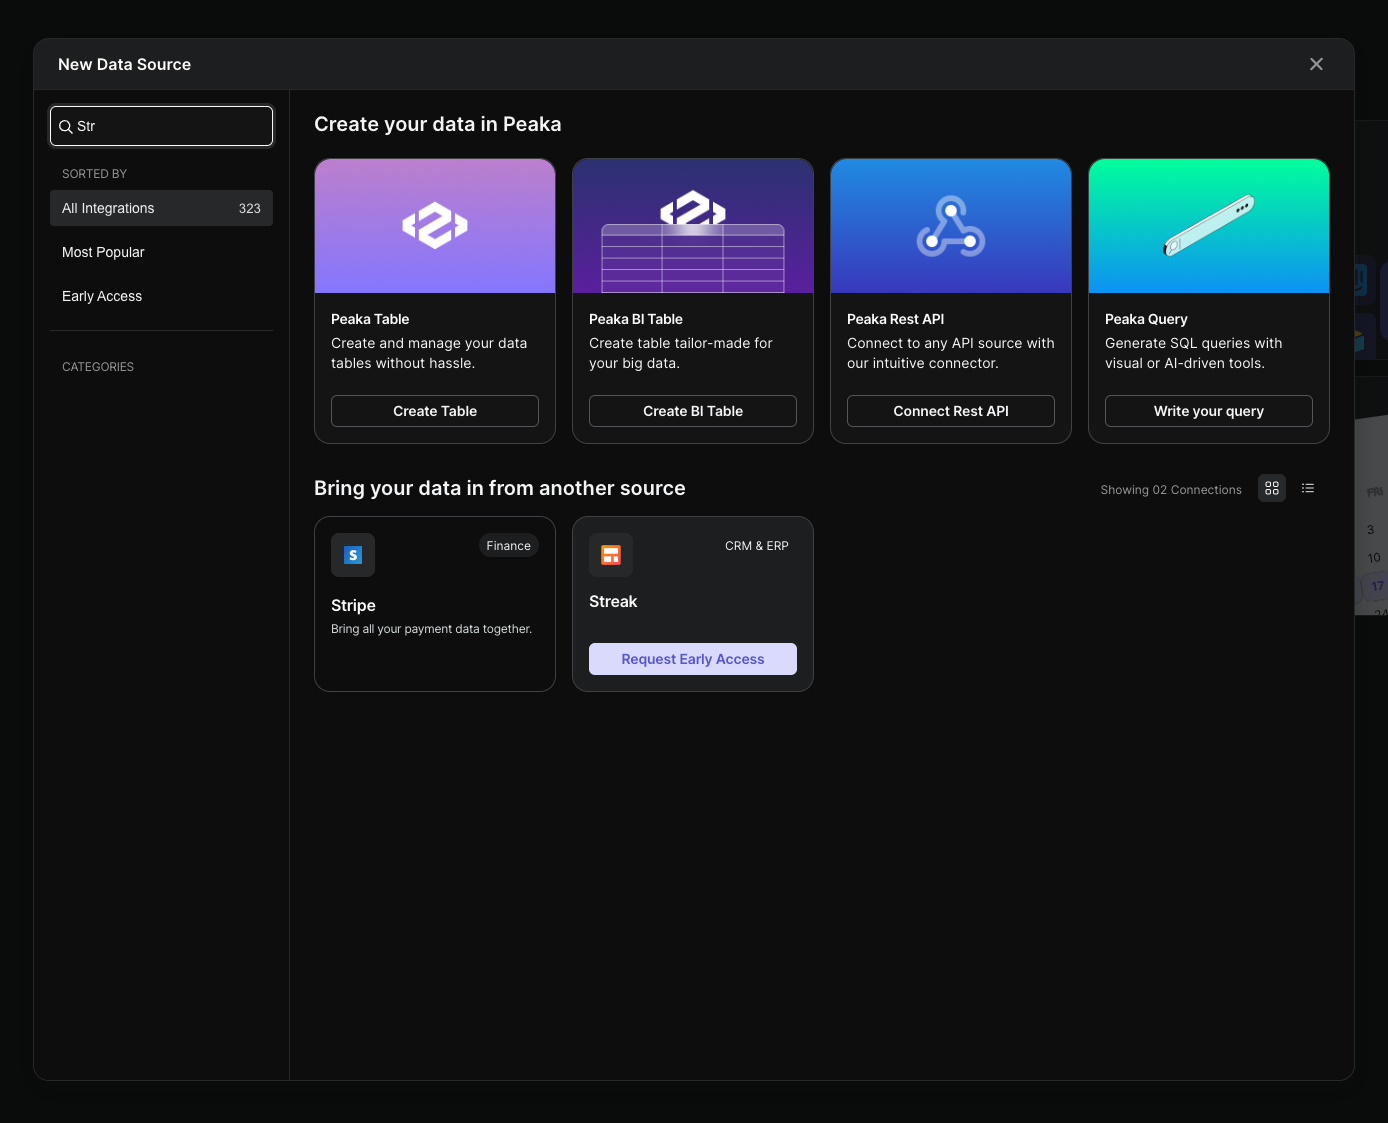 New Data Source
Str
SORTED BY
All Integrations 323
Most Popular
Early Access
CATEGORIES
Create your data in Peaka
Peaka Table
Create and manage your data
tables without hassle.
Create Table
Peaka BI Table
Create table tailor-made for
your big data.
Create BI Table
Peaka Rest API
Connect to any API source with
our intuitive connector.
Connect Rest API
Peaka Query
Generate SQL queries with
visual or AI-driven tools.
Write your query
Bring your data in from another source
Showing 02 Connections
S
Finance
Stripe
Bring all your payment data together.
CRM & ERP
Streak
Request Early Access
FRI
3
10
17
24